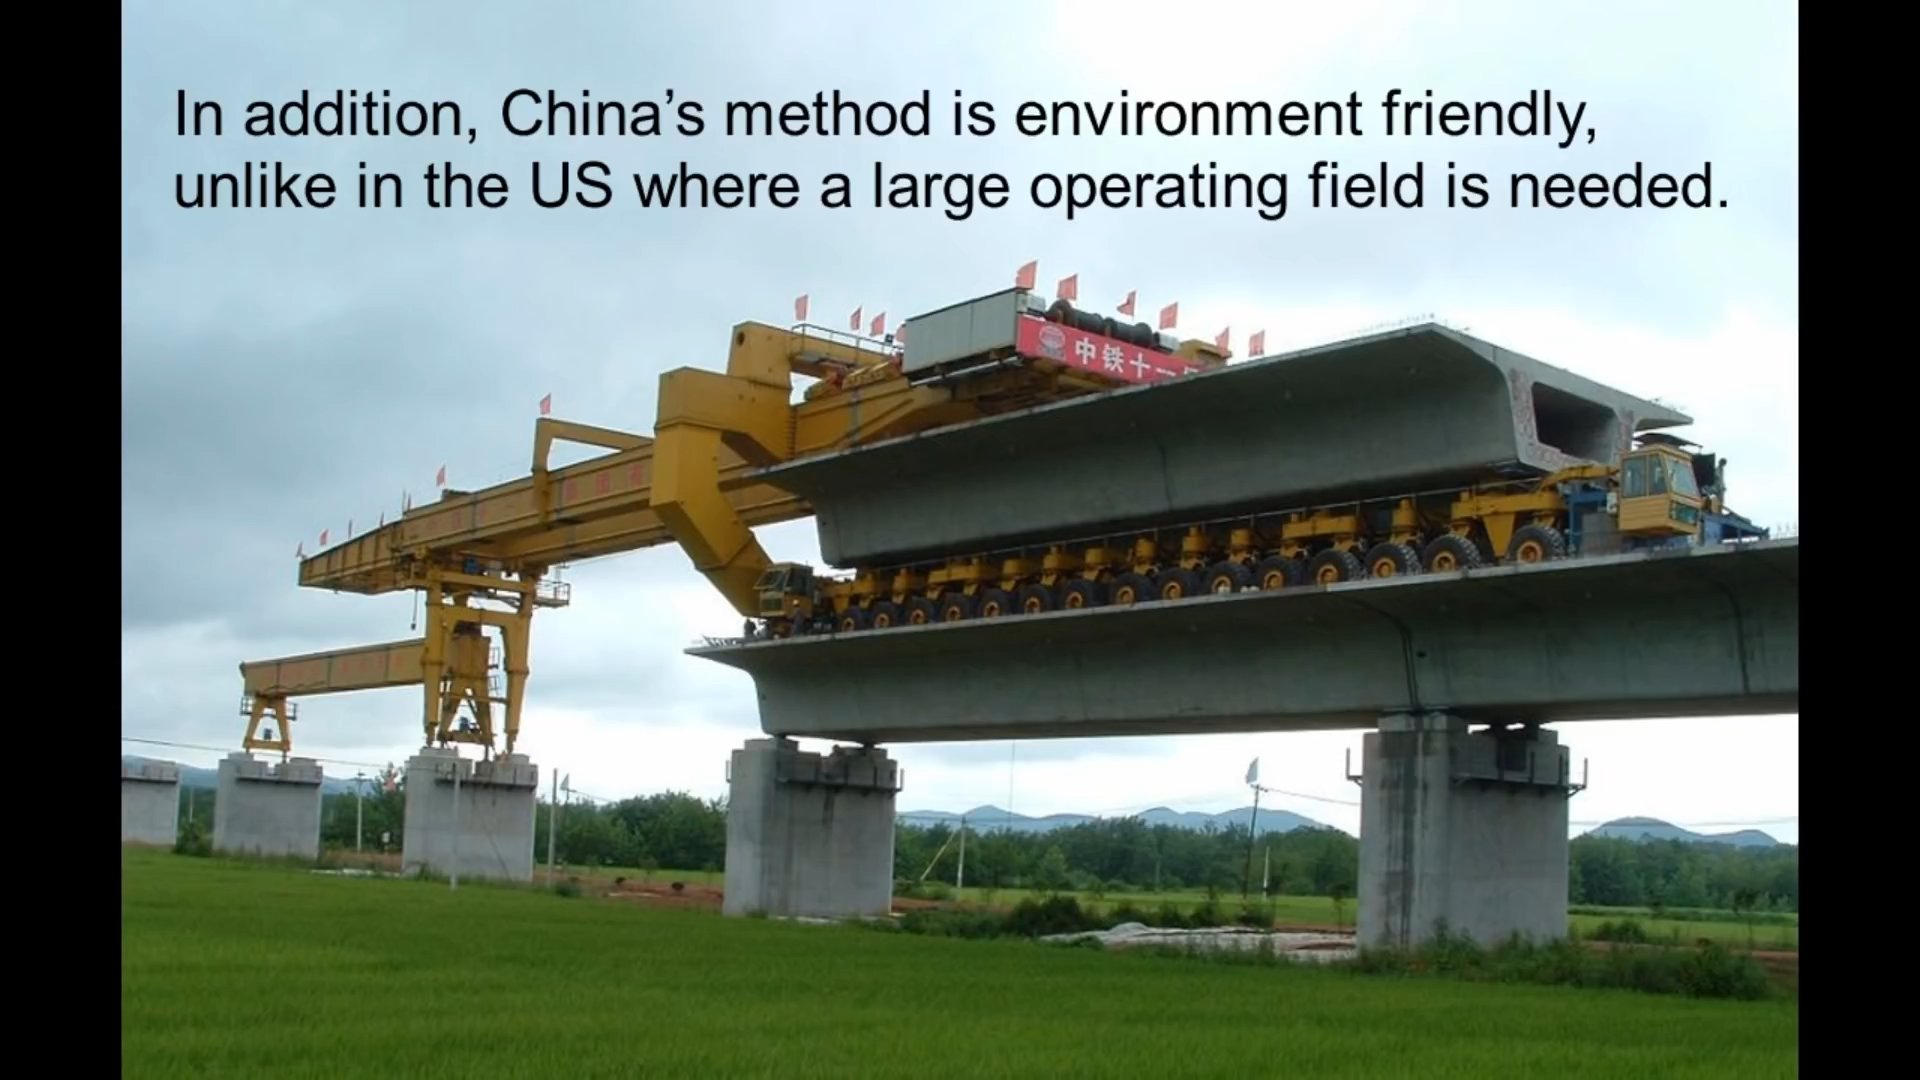 In addition, China’s method is environment friendly,
unlike in the US where a large operating field is needed.
中铁十